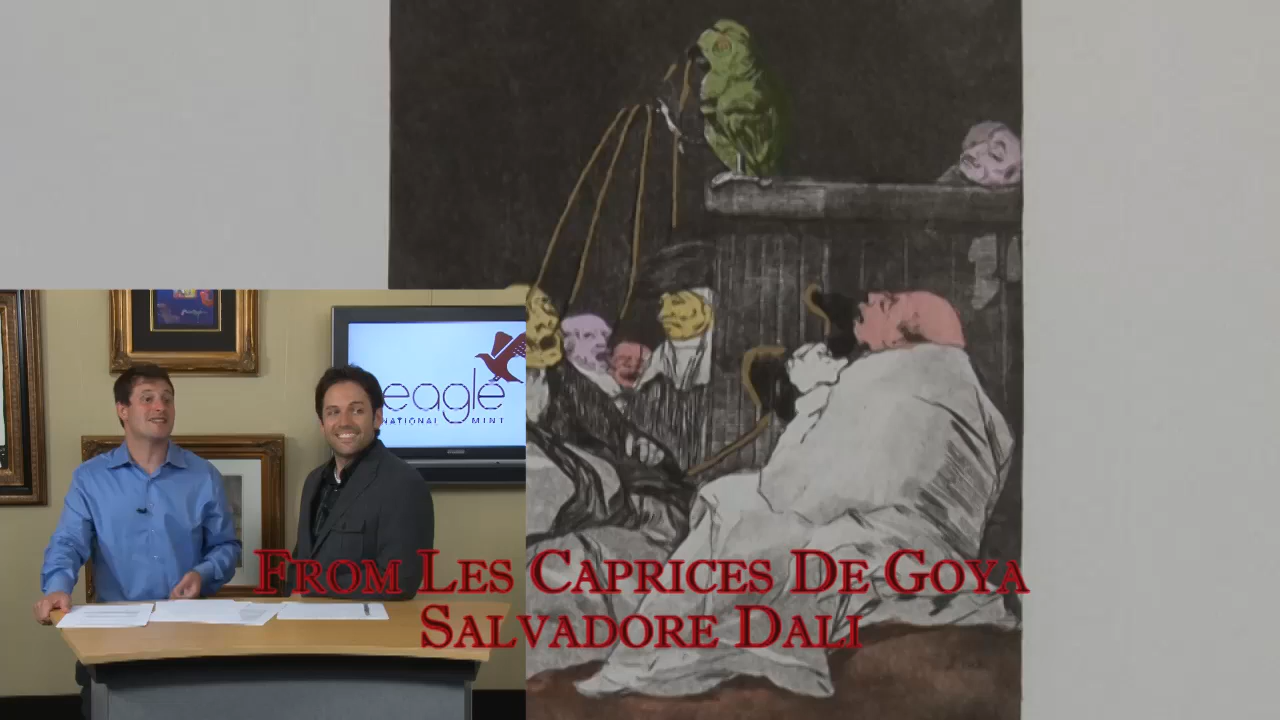 eagle
NATIONAL MINT
FROM LES CAPRICES DE GOYA
SALVADORE DALI